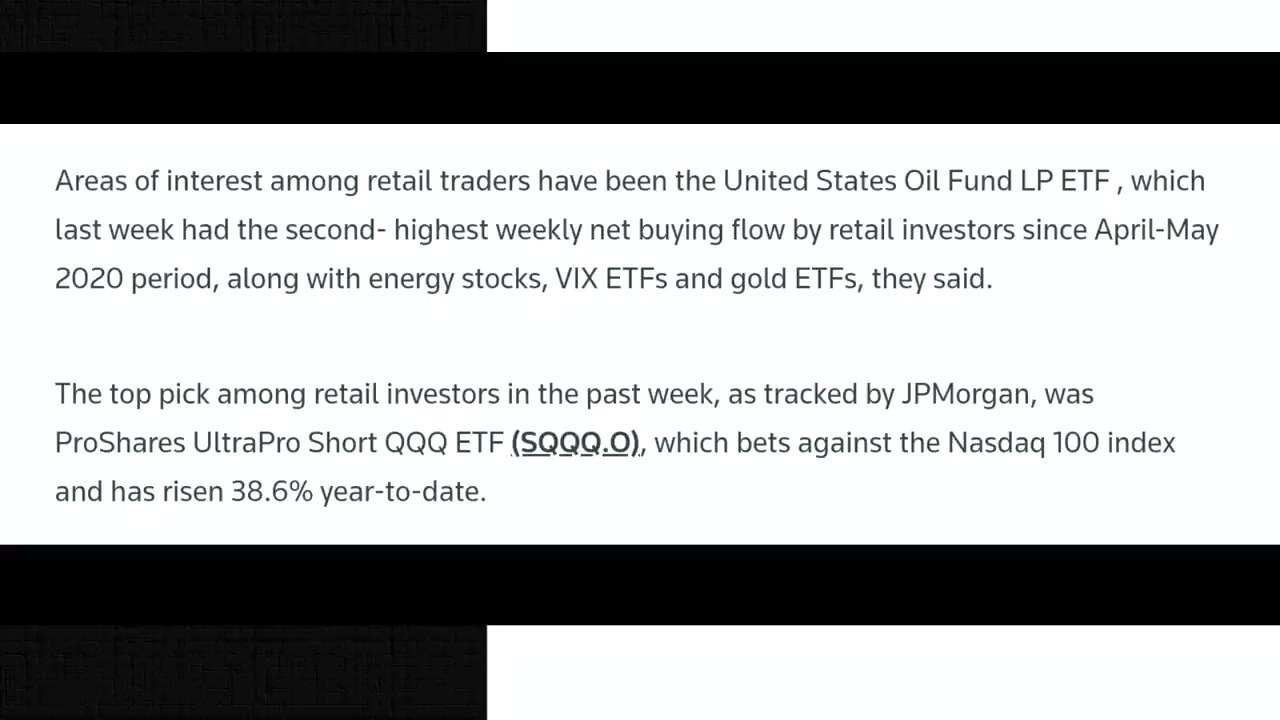 Areas of interest among retail traders have been the United States Oil Fund LP ETF , which
last week had the second- highest weekly net buying flow by retail investors since April-May
2020 period, along with energy stocks, VIX ETFs and gold ETFs, they said.
The top pick among retail investors in the past week, as tracked by JPMorgan, was
ProShares UltraPro Short QQQ ETF (SQQQ.O), which bets against the Nasdaq 100 index
and has risen 38.6% year-to-date.